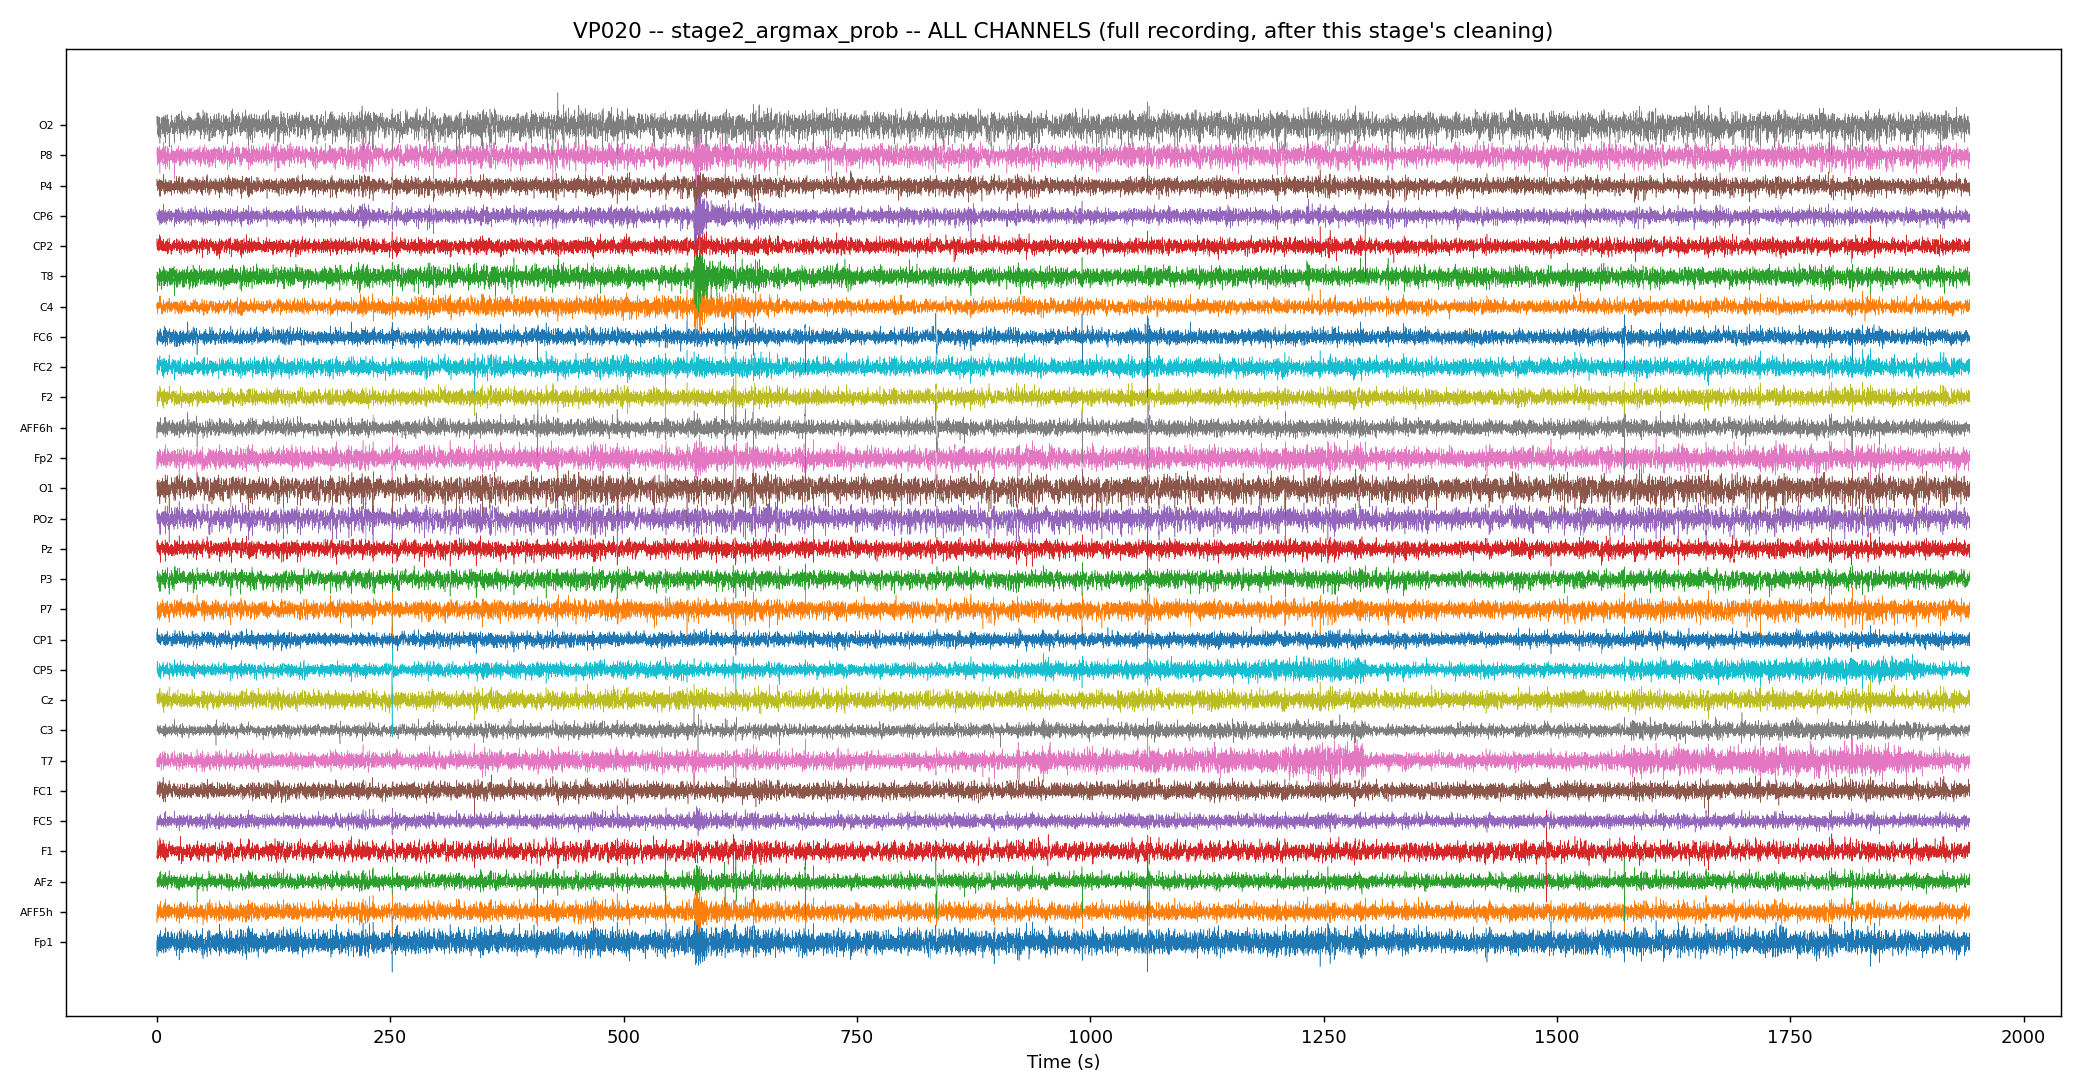 VP020 -- stage2_argmax_prob -- ALL CHANNELS (full recording, after this stage's cleaning)
O2
P8
P4
CP6
CP2
T8
C4
FC6
FC2
F2
AFF6h
Fp2
O1
POz
Pz
P3
P7
CP1
CP5
Cz
C3
T7
FC1
FC5
F1
AFz
AFF5h
Fp1
0 250 500 750 1000 1250 1500 1750 2000
Time (s)